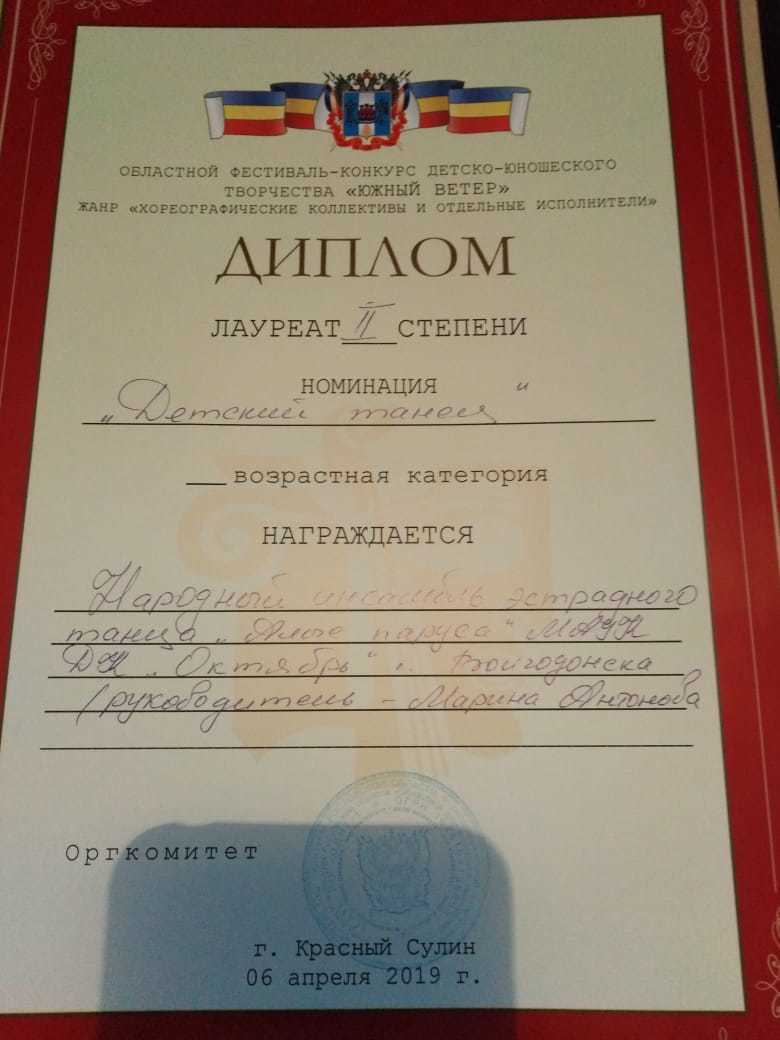 ОБЛАСТНОЙ ФЕСТИВАЛЬ-КОНКУРС ДЕТСКО-ЮНОШЕСКОГО
ТВОРЧЕСТВА «ЮЖНЫЙ ВЕТЕР»
ЖАНР «ХОРЕОГРАФИЧЕСКИЕ КОЛЛЕКТИВЫ И ОТДЕЛЬНЫЕ ИСПОЛНИТЕЛИ»
ДИПЛОМ
ЛАУРЕАТ II СТЕПЕНИ
НОМИНАЦИЯ
„Детский танец“
___ возрастная категория
НАГРАЖДАЕТСЯ
Народный ансамбль эстрадного
танца „Алые паруса“ МАУК
ДК „Октябрь“ г. Волгодонска
/руководитель – Марина Антонова
Оргкомитет
г. Красный Сулин
06 апреля 2019 г.